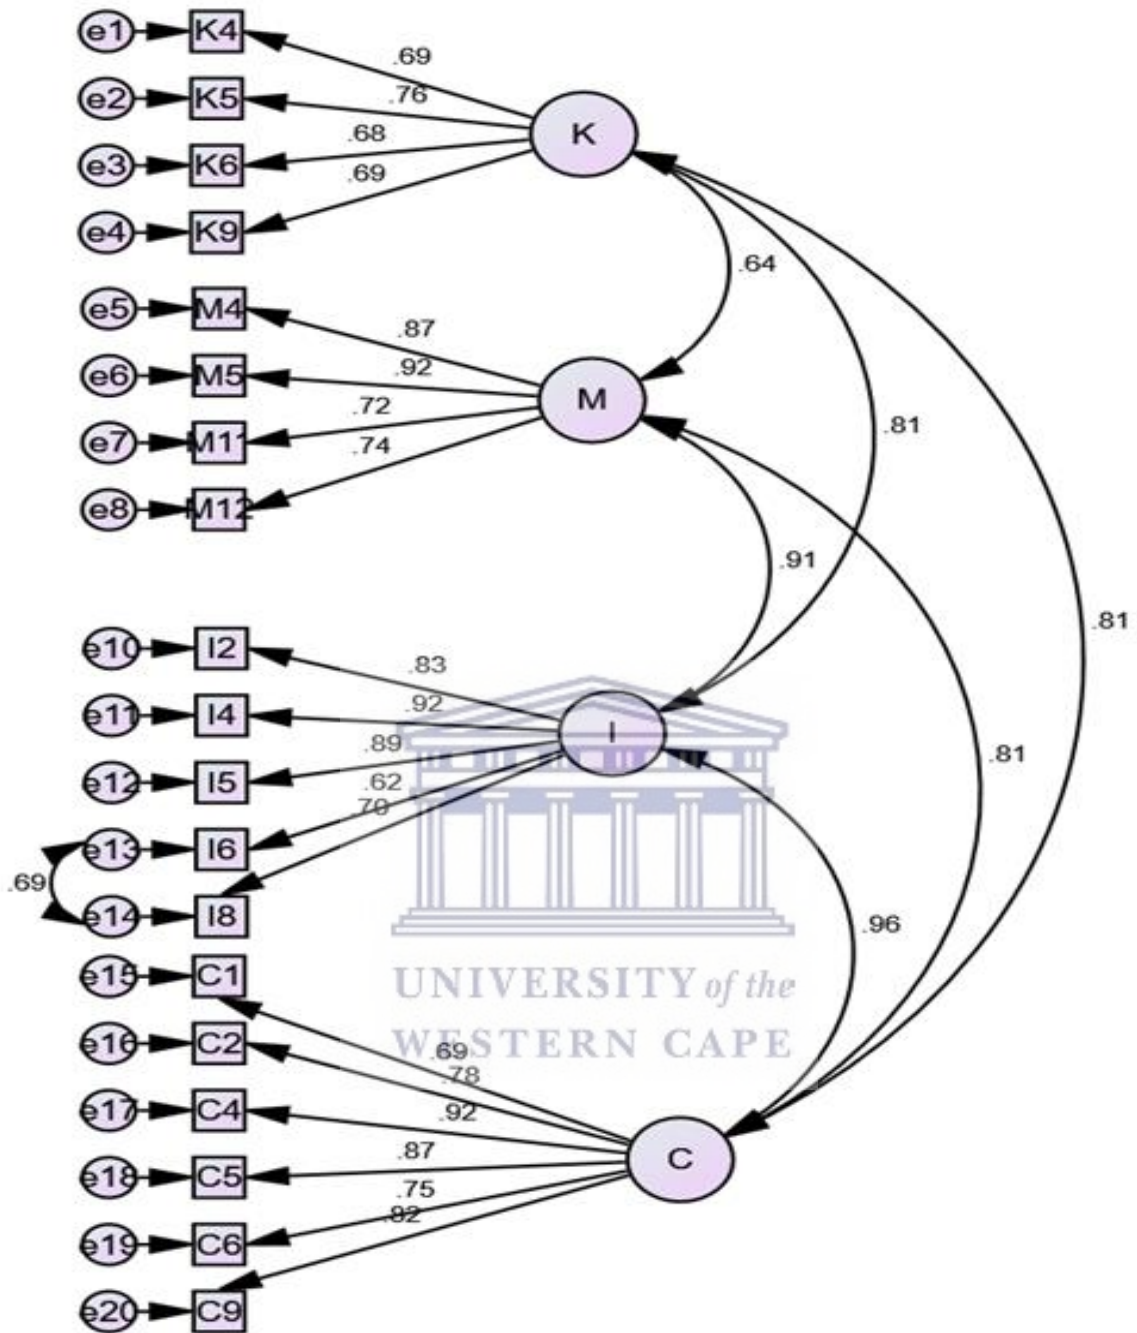 e1 K4
.69
e2 K5
.76
K
.68
e3 K6
.69
e4 K9
.64
e5 M4
.87
e6 M5
.92
M
.72
.81
e7 M11
.74
e8 M12
.91
.81
e10 I2
.83
e11 I4
.92
I
.89
.81
e12 I5
.62
.70
e13 I6
.69
e14 I8
.96
e15 C1
UNIVERSITY of the
e16 C2
WESTERN CAPE
.69
.78
e17 C4
.92
.87
C
e18 C5
.75
.82
e19 C6
e20 C9